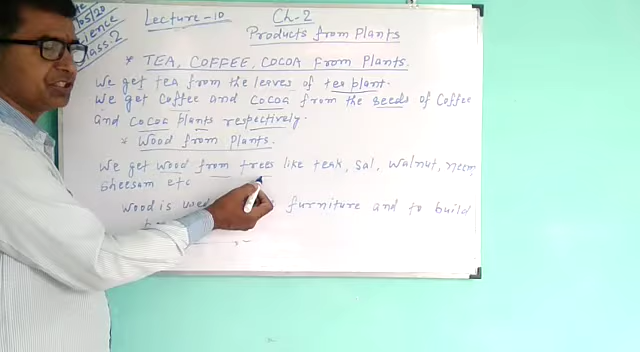 05/20
Science
Class.2
Lecture-10
Ch-2
Products from Plants
* TEA, COFFEE, COCOA From Plants.
We get tea from the leaves of tea plant.
We get Coffee and Cocoa from the seeds of Coffee
and cocoa plants respectively.
* Wood from Plants.
We get wood from trees like teak, Sal, Walnut, neem,
sheesam etc
Wood is used furniture and to build